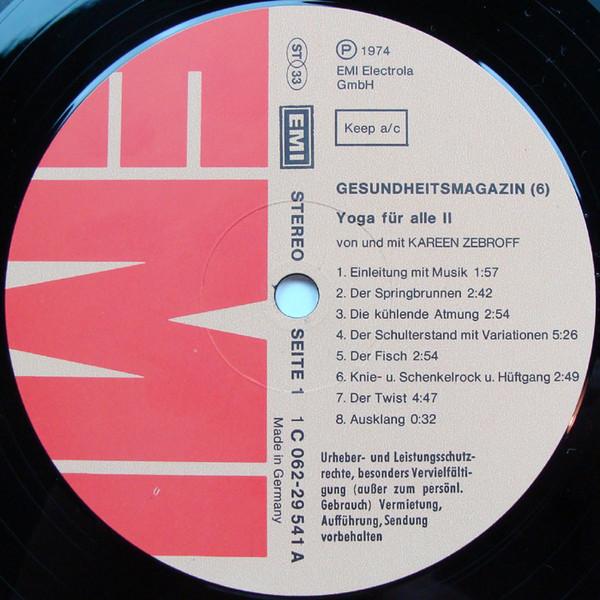 ST 33
℗ 1974
EMI Electrola
GmbH
EMI
Keep a/c
STEREO
GESUNDHEITSMAGAZIN (6)
Yoga für alle II
von und mit KAREEN ZEBROFF
1. Einleitung mit Musik 1:57
2. Der Springbrunnen 2:42
3. Die kühlende Atmung 2:54
4. Der Schulterstand mit Variationen 5:26
5. Der Fisch 2:54
6. Knie- u. Schenkelrock u. Hüftgang 2:49
7. Der Twist 4:47
8. Ausklang 0:32
SEITE 1
1 C 062-29 541 A
Made in Germany
Urheber- und Leistungsschutz-
rechte, besonders Vervielfälti-
gung (außer zum persönl.
Gebrauch) Vermietung,
Aufführung, Sendung
vorbehalten
EMI